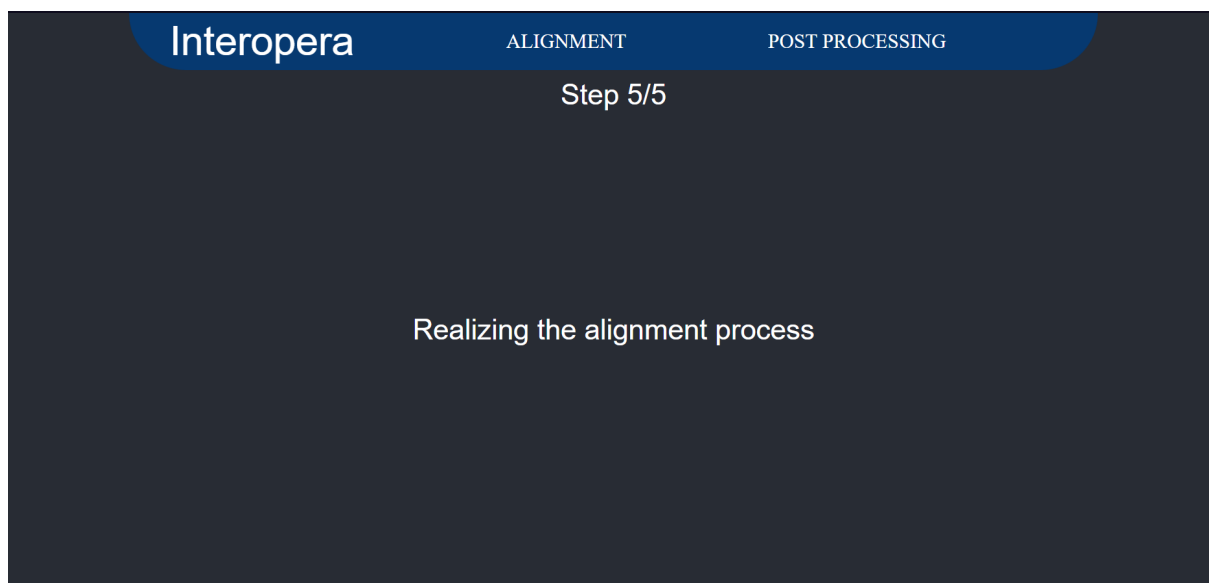 Interopera ALIGNMENT POST PROCESSING
Step 5/5
Realizing the alignment process